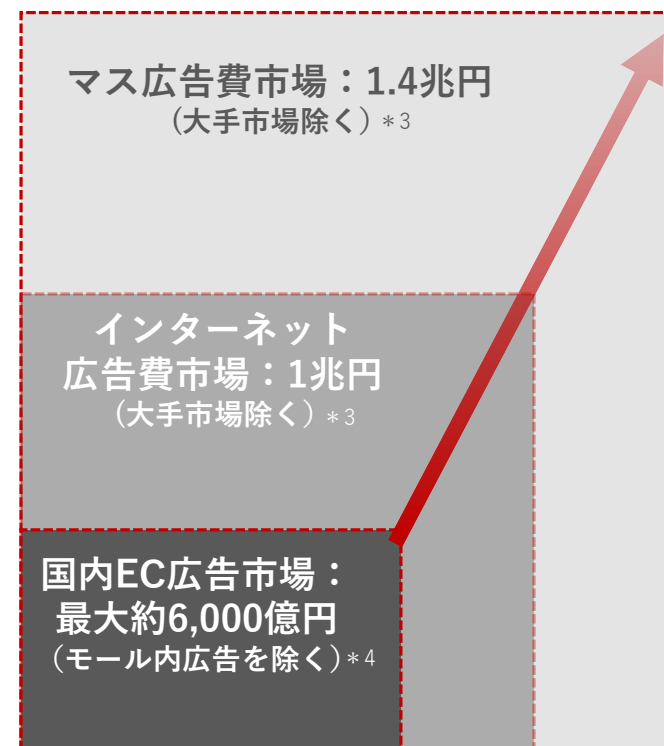 マス広告費市場：1.4兆円
（大手市場除く）＊3
インターネット
広告費市場：1兆円
（大手市場除く）＊3
国内EC広告市場：
最大約6,000億円
（モール内広告を除く）＊4